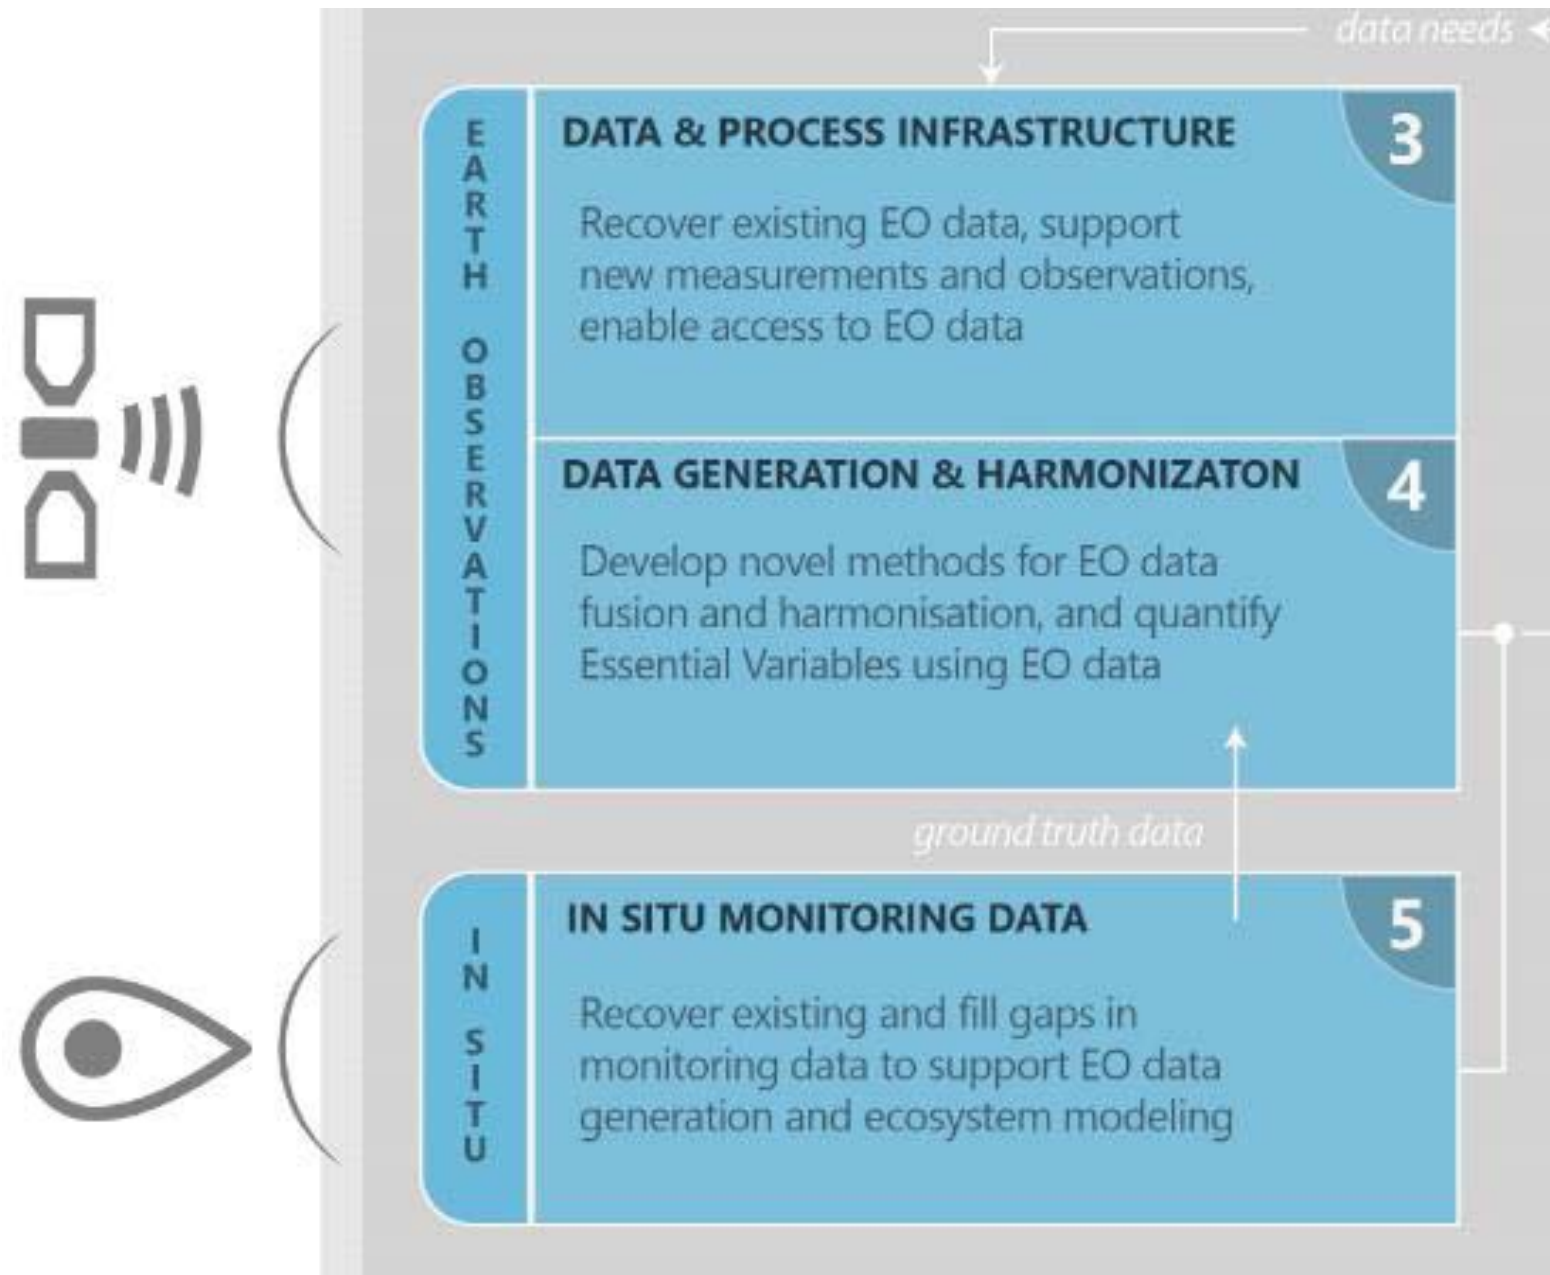 data needs
EARTH OBSERVATIONS
DATA & PROCESS INFRASTRUCTURE
3
Recover existing EO data, support
new measurements and observations,
enable access to EO data
DATA GENERATION & HARMONIZATON
4
Develop novel methods for EO data
fusion and harmonisation, and quantify
Essential Variables using EO data
ground truth data
IN SITU
IN SITU MONITORING DATA
5
Recover existing and fill gaps in
monitoring data to support EO data
generation and ecosystem modeling